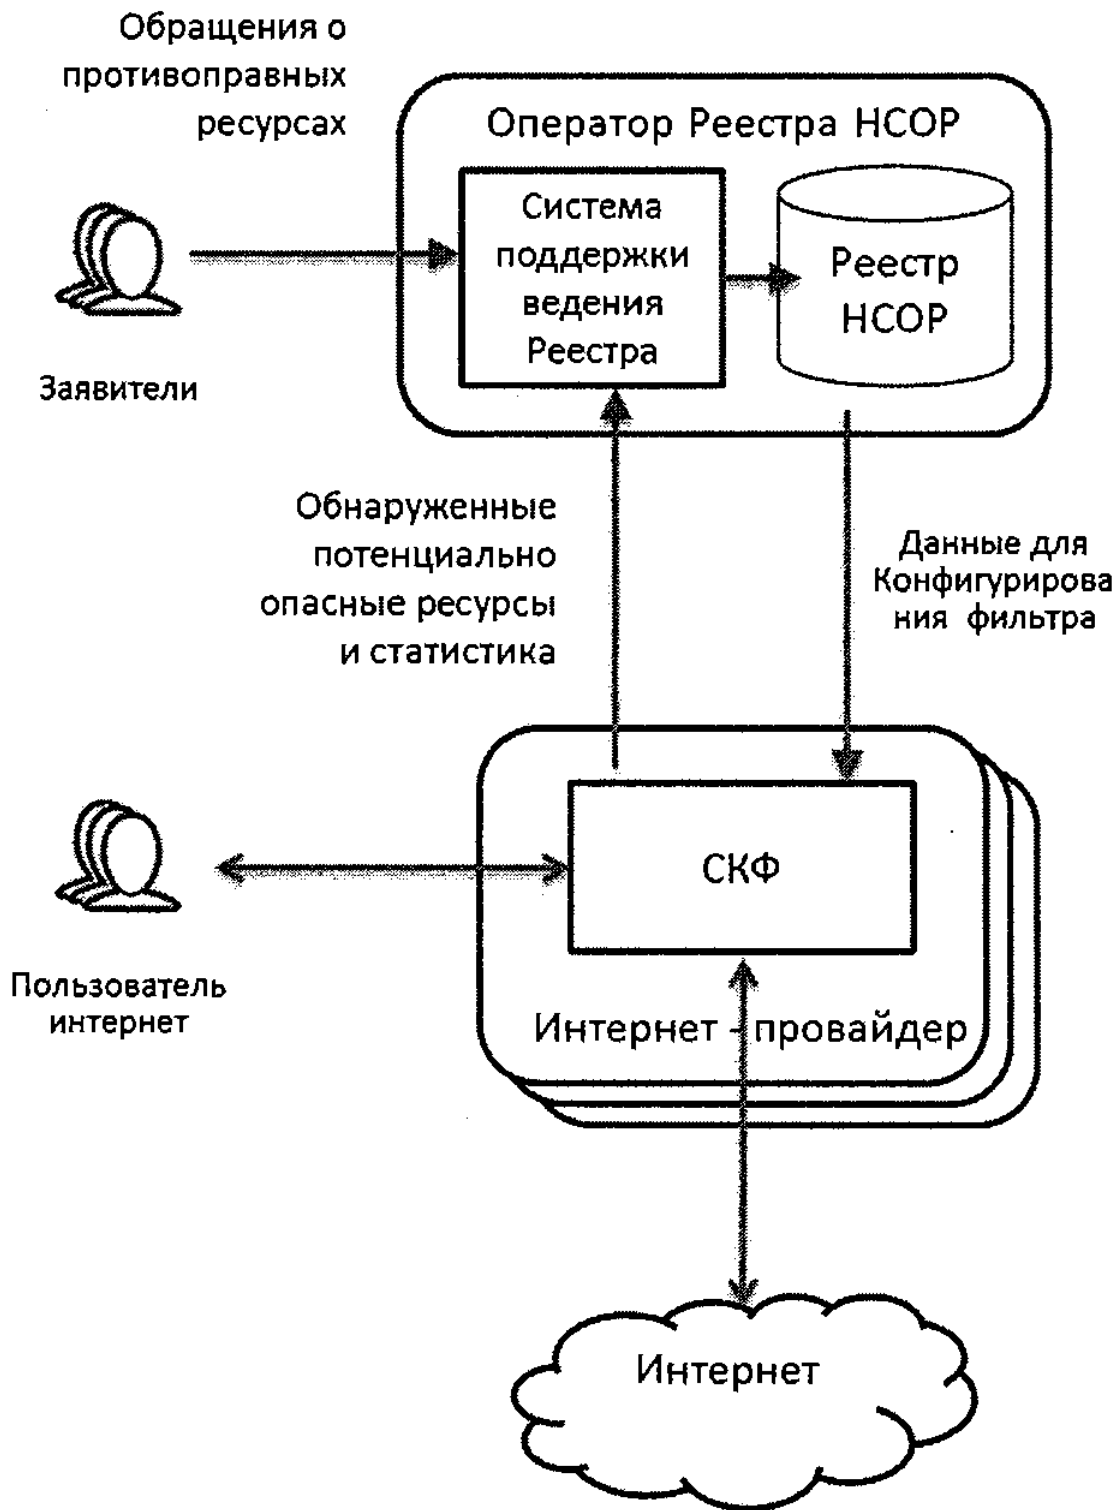 Обращения о
противоправных
ресурсах
Оператор Реестра НСОР
Система
поддержки
ведения
Реестра
Реестр
НСОР
Заявители
Обнаруженные
потенциально
опасные ресурсы
и статистика
Данные для
Конфигурирова
ния фильтра
СКФ
Пользователь
интернет
Интернет - провайдер
Интернет